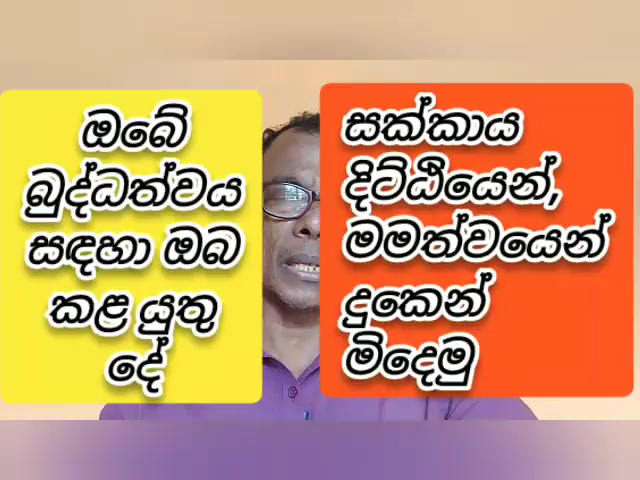 ඔබේ
බුද්ධත්වය
සඳහා ඔබ
කළ යුතු
දේ
සක්කාය
දිට්ඨියෙන්,
මමත්වයෙන්
දුකෙන්
මිදෙමු